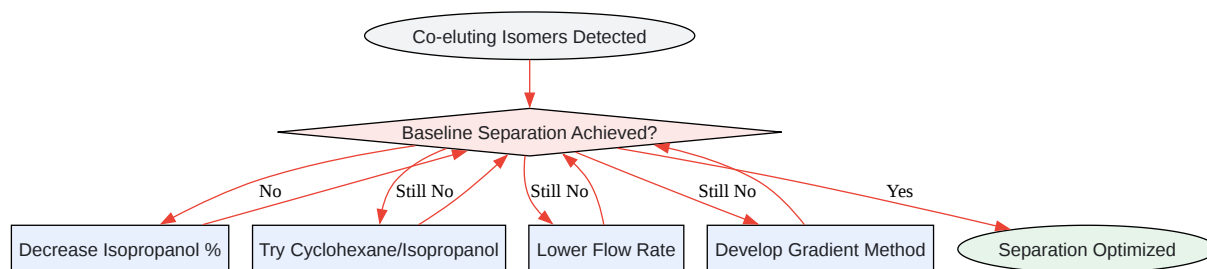 Co-eluting Isomers Detected
Baseline Separation Achieved?
No
Still No
Still No
Still No
Yes
Decrease Isopropanol %
Try Cyclohexane/Isopropanol
Lower Flow Rate
Develop Gradient Method
Separation Optimized